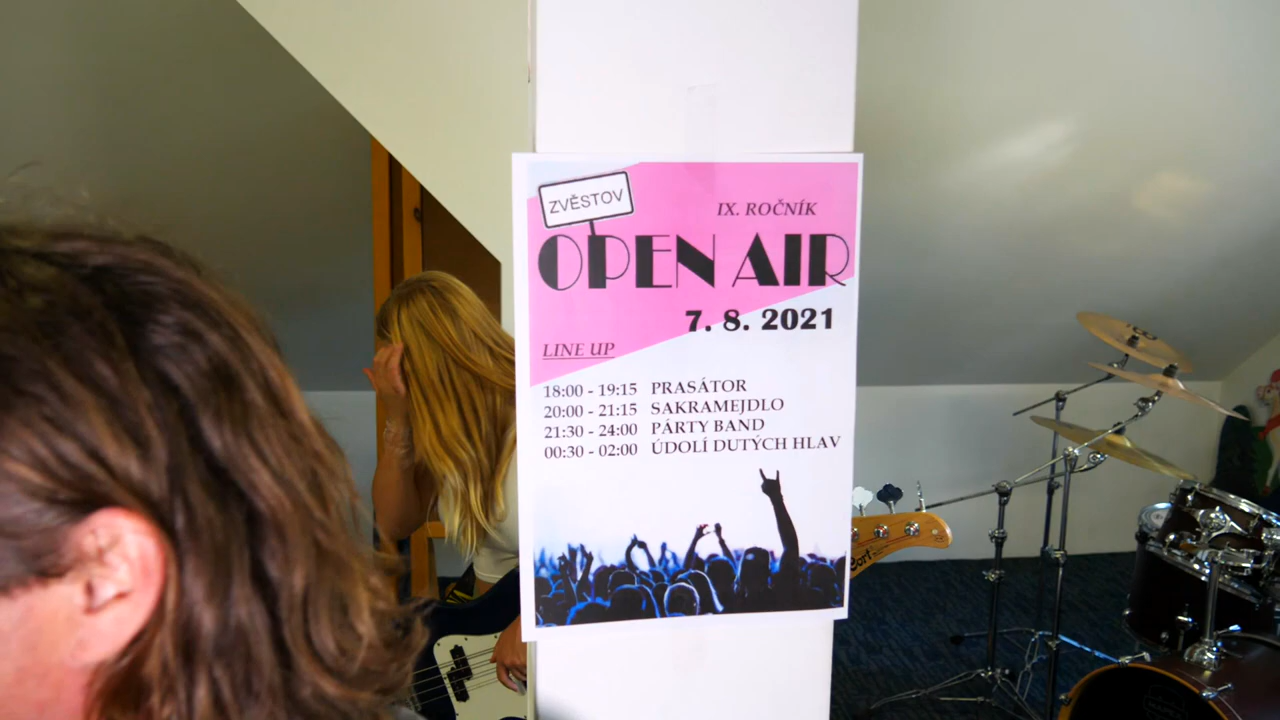 ZVĚSTOV
IX. ROČNÍK
OPEN AIR
7. 8. 2021
LINE UP
18:00 - 19:15 PRASÁTOR
20:00 - 21:15 SAKRAMEJDLO
21:30 - 24:00 PÁRTY BAND
00:30 - 02:00 ÚDOLÍ DUTÝCH HLAV
Cort